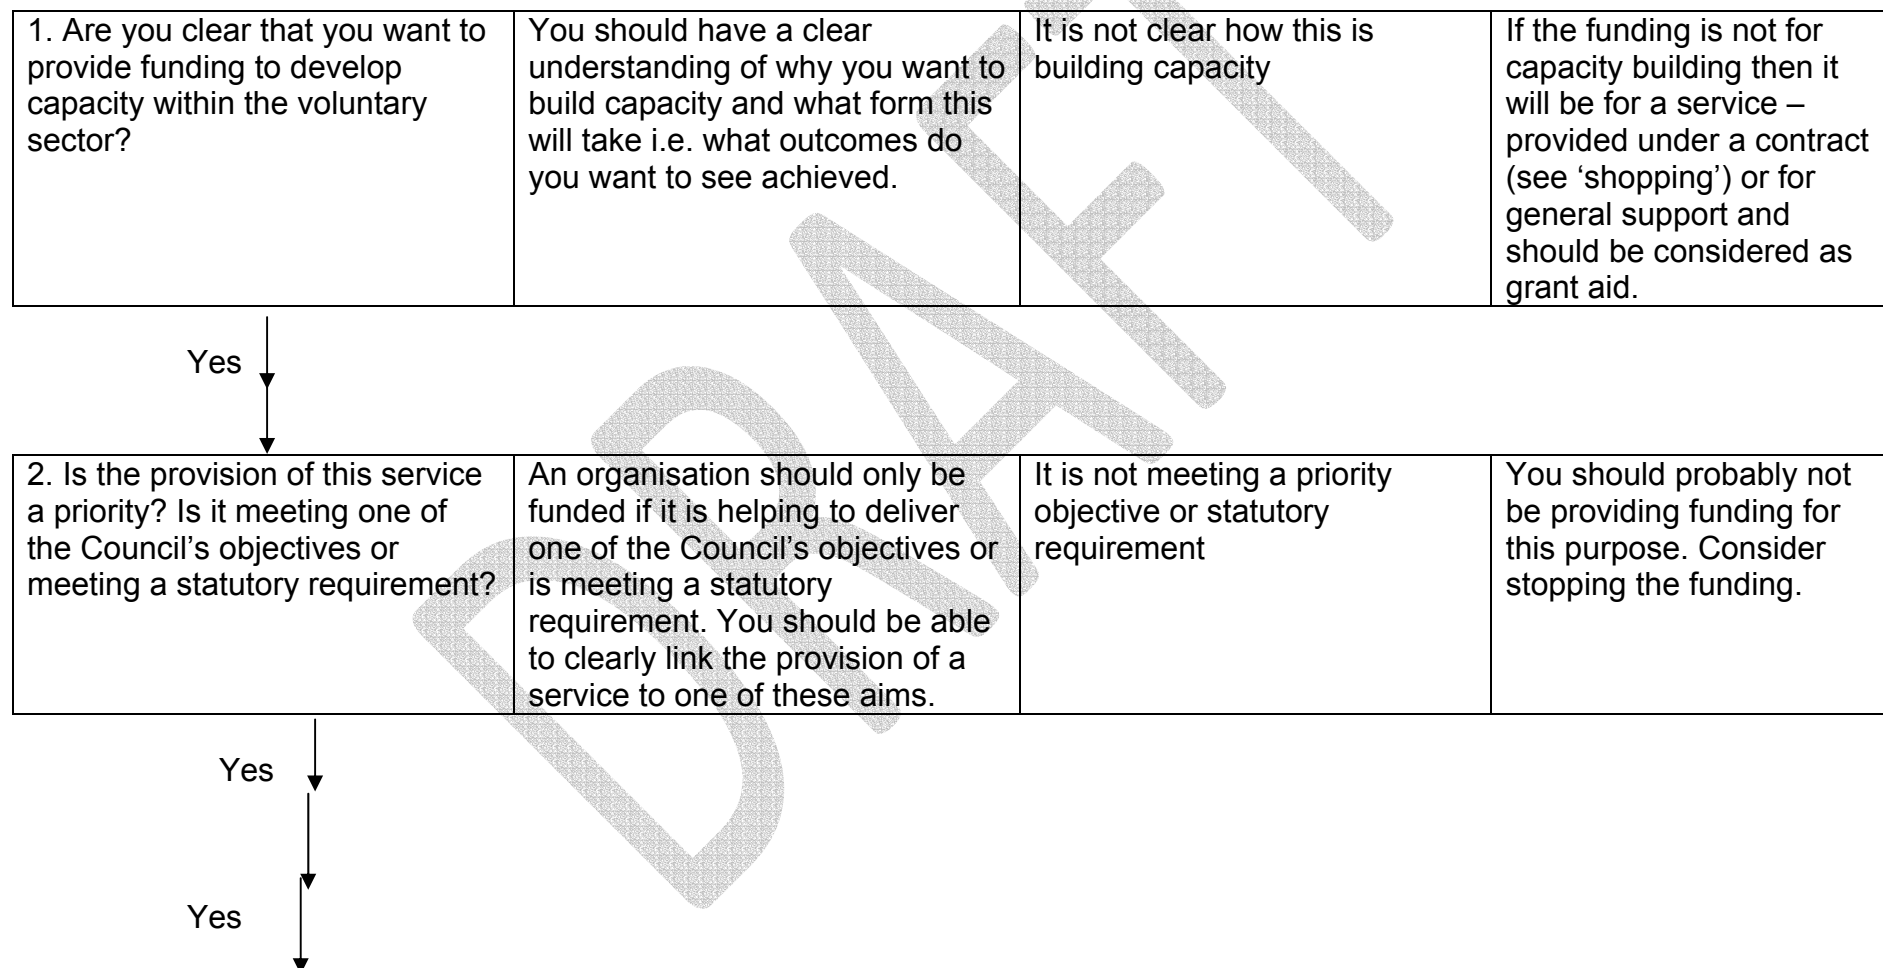 1. Are you clear that you want to
provide funding to develop
capacity within the voluntary
sector?
You should have a clear
understanding of why you want to
build capacity and what form this
will take i.e. what outcomes do
you want to see achieved.
It is not clear how this is
building capacity
If the funding is not for
capacity building then it
will be for a service –
provided under a contract
(see ‘shopping’) or for
general support and
should be considered as
grant aid.
Yes
2. Is the provision of this service
a priority? Is it meeting one of
the Council’s objectives or
meeting a statutory requirement?
An organisation should only be
funded if it is helping to deliver
one of the Council’s objectives or
is meeting a statutory
requirement. You should be able
to clearly link the provision of a
service to one of these aims.
It is not meeting a priority
objective or statutory
requirement
You should probably not
be providing funding for
this purpose. Consider
stopping the funding.
Yes
Yes
DRAFT